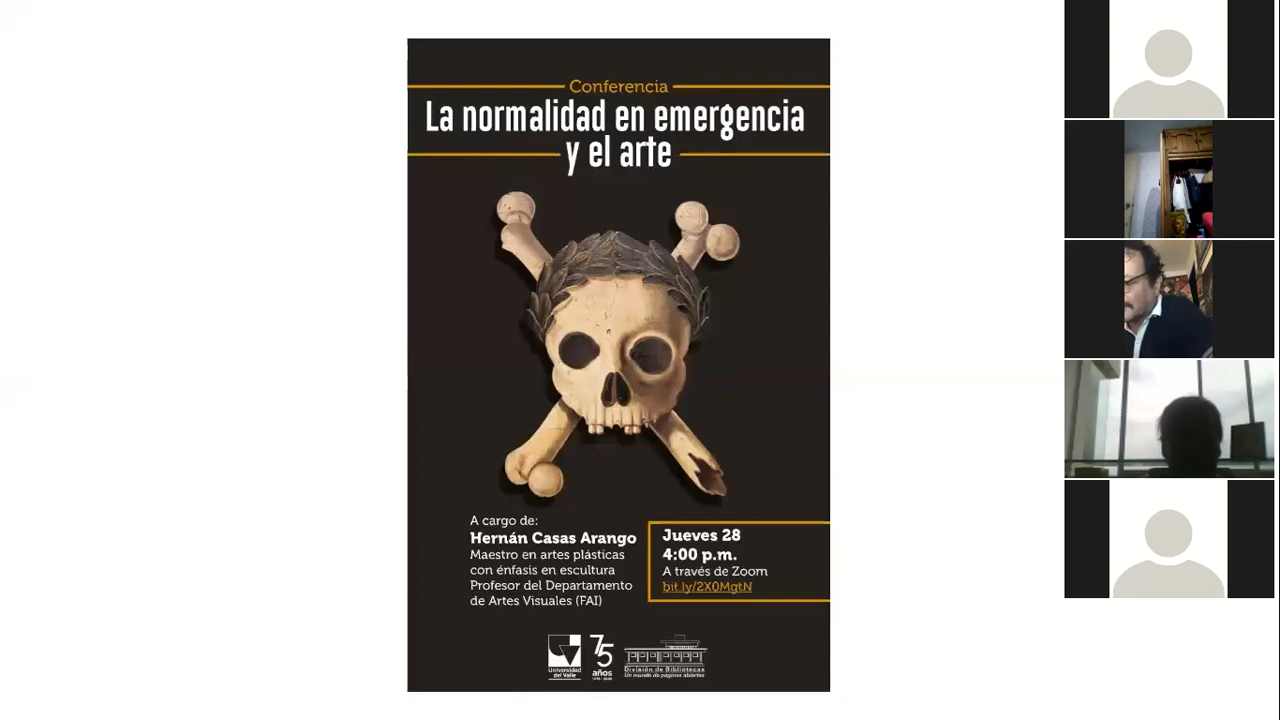 Conferencia
La normalidad en emergencia
y el arte
A cargo de:
Hernán Casas Arango
Maestro en artes plásticas
con énfasis en escultura
Profesor del Departamento
de Artes Visuales (FAI)
Jueves 28
4:00 p.m.
A través de Zoom
bit.ly/2X0MgtN
Universidad
del Valle
75
años
División de Bibliotecas
Un mundo de páginas abiertas